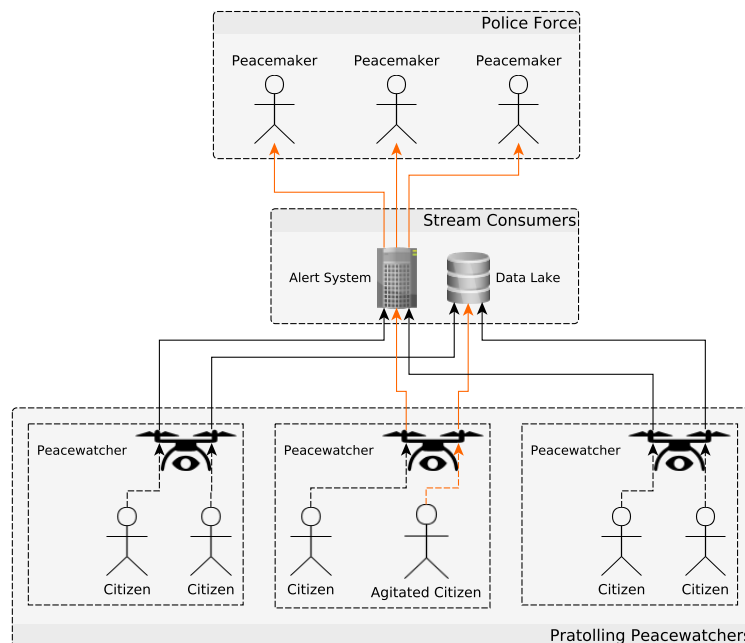 Police Force
Peacemaker Peacemaker Peacemaker
Stream Consumers
Alert System Data Lake
Peacewatcher Peacewatcher Peacewatcher
Citizen Citizen Citizen Agitated Citizen Citizen Citizen
Pratolling Peacewatchers